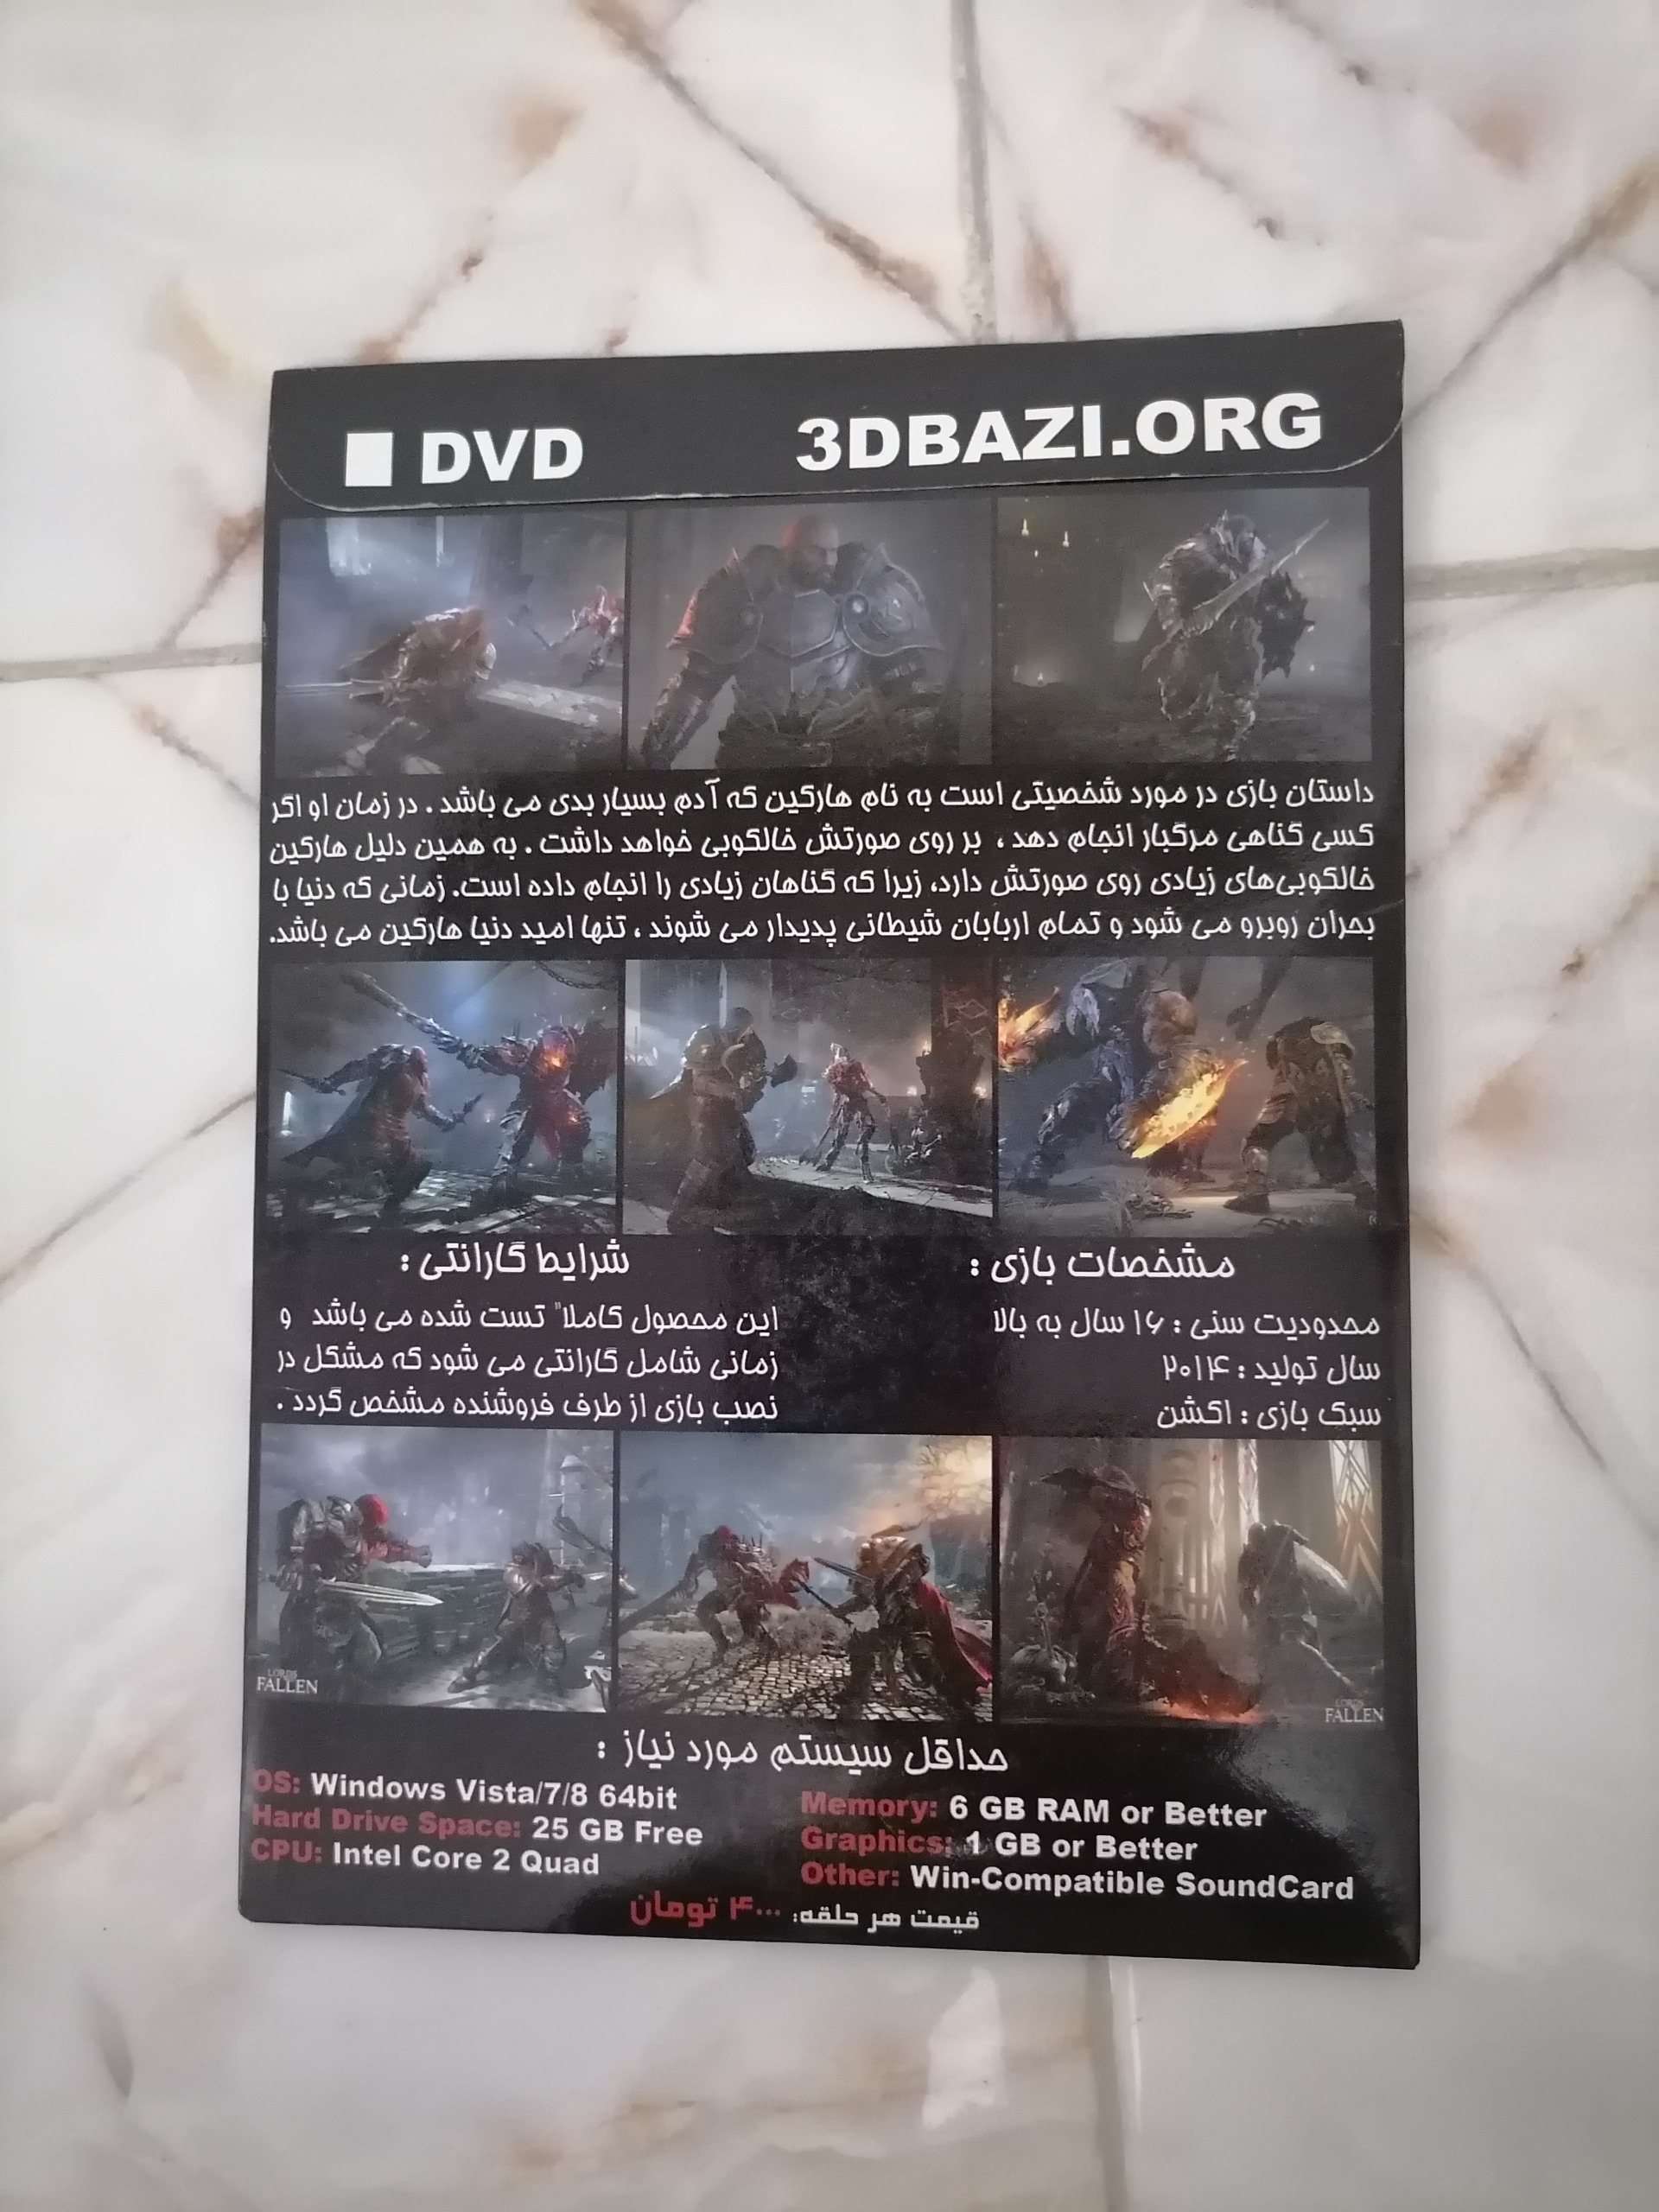 DVD
3DBAZI.ORG
داستان بازی در مورد شخصیتی است به نام هارکین که آدم بسیار بدی می باشد . در زمان او اگر
کسی گناهی مرگبار انجام دهد ، بر روی صورتش خالکوبی خواهد داشت . به همین دلیل هارکین
خالکوبی‌های زیادی روی صورتش دارد، زیرا که گناهان زیادی را انجام داده است. زمانی که دنیا با
بحران روبرو می شود و تمام اربابان شیطانی پدیدار می شوند ، تنها امید دنیا هارکین می باشد.
مشخصات بازی :
محدودیت سنی : ۱۶ سال به بالا
سال تولید : ۲۰۱۴
سبک بازی : اکشن
شرایط گارانتی :
این محصول کاملا" تست شده می باشد و
زمانی شامل گارانتی می شود که مشکل در
نصب بازی از طرف فروشنده مشخص گردد .
LORDS
FALLEN
LORDS
FALLEN
حداقل سیستم مورد نیاز :
OS: Windows Vista/7/8 64bit
Hard Drive Space: 25 GB Free
CPU: Intel Core 2 Quad
Memory: 6 GB RAM or Better
Graphics: 1 GB or Better
Other: Win-Compatible SoundCard
قیمت هر حلقه: ۴۰۰۰ تومان